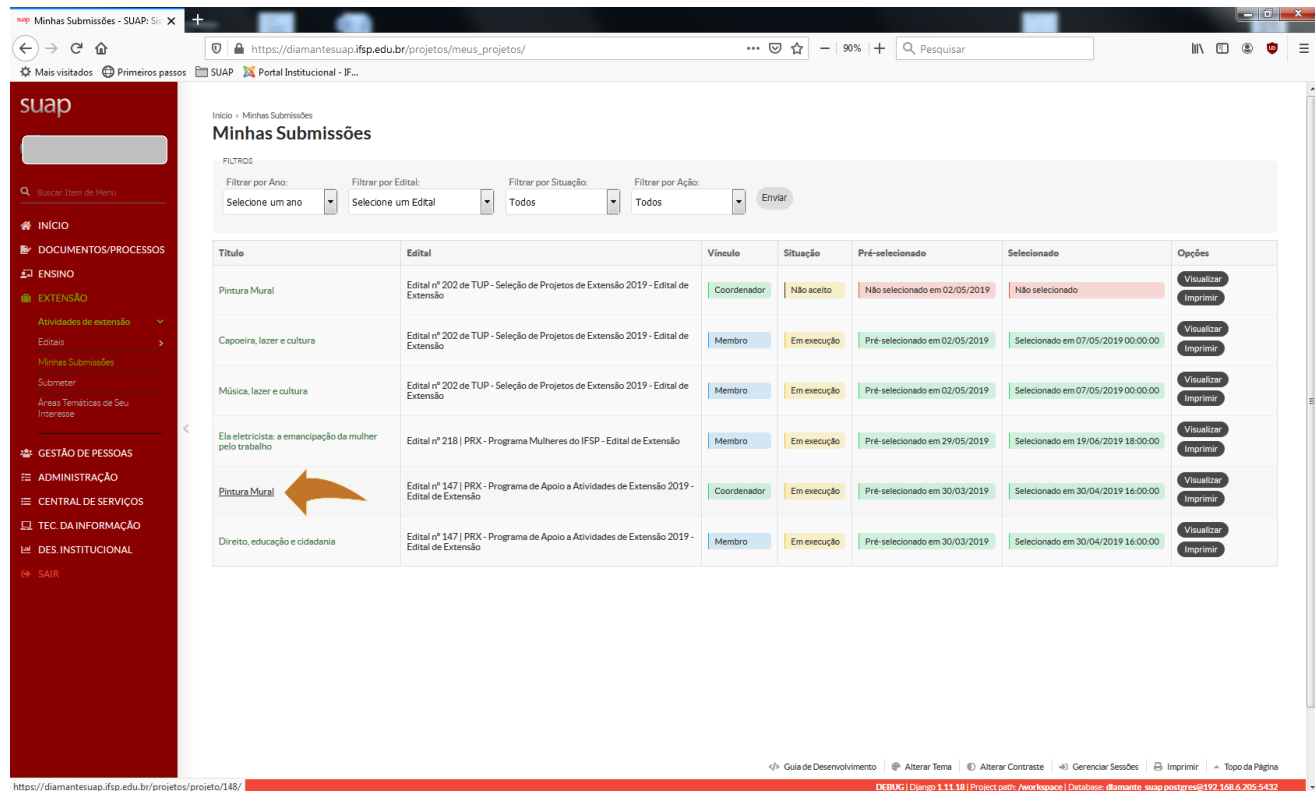 Minhas Submissões - SUAP: Sis
https://diamantesuap.ifsp.edu.br/projetos/meus_projetos/
90%
Pesquisar
Mais visitados
Primeiros passos
SUAP
Portal Institucional - IF...
suap
Buscar Item de Menu
INÍCIO
DOCUMENTOS/PROCESSOS
ENSINO
EXTENSÃO
Atividades de extensão
Editais
Minhas Submissões
Submeter
Áreas Temáticas de Seu
Interesse
GESTÃO DE PESSOAS
ADMINISTRAÇÃO
CENTRAL DE SERVIÇOS
TEC. DA INFORMAÇÃO
DES. INSTITUCIONAL
SAIR
Início › Minhas Submissões
Minhas Submissões
FILTROS
Filtrar por Ano: Filtrar por Edital: Filtrar por Situação: Filtrar por Ação:
Selecione um ano Selecione um Edital Todos Todos Enviar
Título Edital Vínculo Situação Pré-selecionado Selecionado Opções
Pintura Mural
Edital nº 202 de TUP - Seleção de Projetos de Extensão 2019 - Edital de
Extensão
Coordenador
Não aceito
Não selecionado em 02/05/2019
Não selecionado
Visualizar
Imprimir
Capoeira, lazer e cultura
Edital nº 202 de TUP - Seleção de Projetos de Extensão 2019 - Edital de
Extensão
Membro
Em execução
Pré-selecionado em 02/05/2019
Selecionado em 07/05/2019 00:00:00
Visualizar
Imprimir
Música, lazer e cultura
Edital nº 202 de TUP - Seleção de Projetos de Extensão 2019 - Edital de
Extensão
Membro
Em execução
Pré-selecionado em 02/05/2019
Selecionado em 07/05/2019 00:00:00
Visualizar
Imprimir
Ela eletricista: a emancipação da mulher
pelo trabalho
Edital nº 218 | PRX - Programa Mulheres do IFSP - Edital de Extensão
Membro
Em execução
Pré-selecionado em 29/05/2019
Selecionado em 19/06/2019 18:00:00
Visualizar
Imprimir
Pintura Mural
Edital nº 147 | PRX - Programa de Apoio a Atividades de Extensão 2019 -
Edital de Extensão
Coordenador
Em execução
Pré-selecionado em 30/03/2019
Selecionado em 30/04/2019 16:00:00
Visualizar
Imprimir
Direito, educação e cidadania
Edital nº 147 | PRX - Programa de Apoio a Atividades de Extensão 2019 -
Edital de Extensão
Membro
Em execução
Pré-selecionado em 30/03/2019
Selecionado em 30/04/2019 16:00:00
Visualizar
Imprimir
</> Guia de Desenvolvimento Alterar Tema Alterar Contraste Gerenciar Sessões Imprimir Topo da Página
https://diamantesuap.ifsp.edu.br/projetos/projeto/148/
DEBUG | Django 1.11.18 | Project path: /workspace | Database: diamante_suap postgres@192.168.6.205:5432